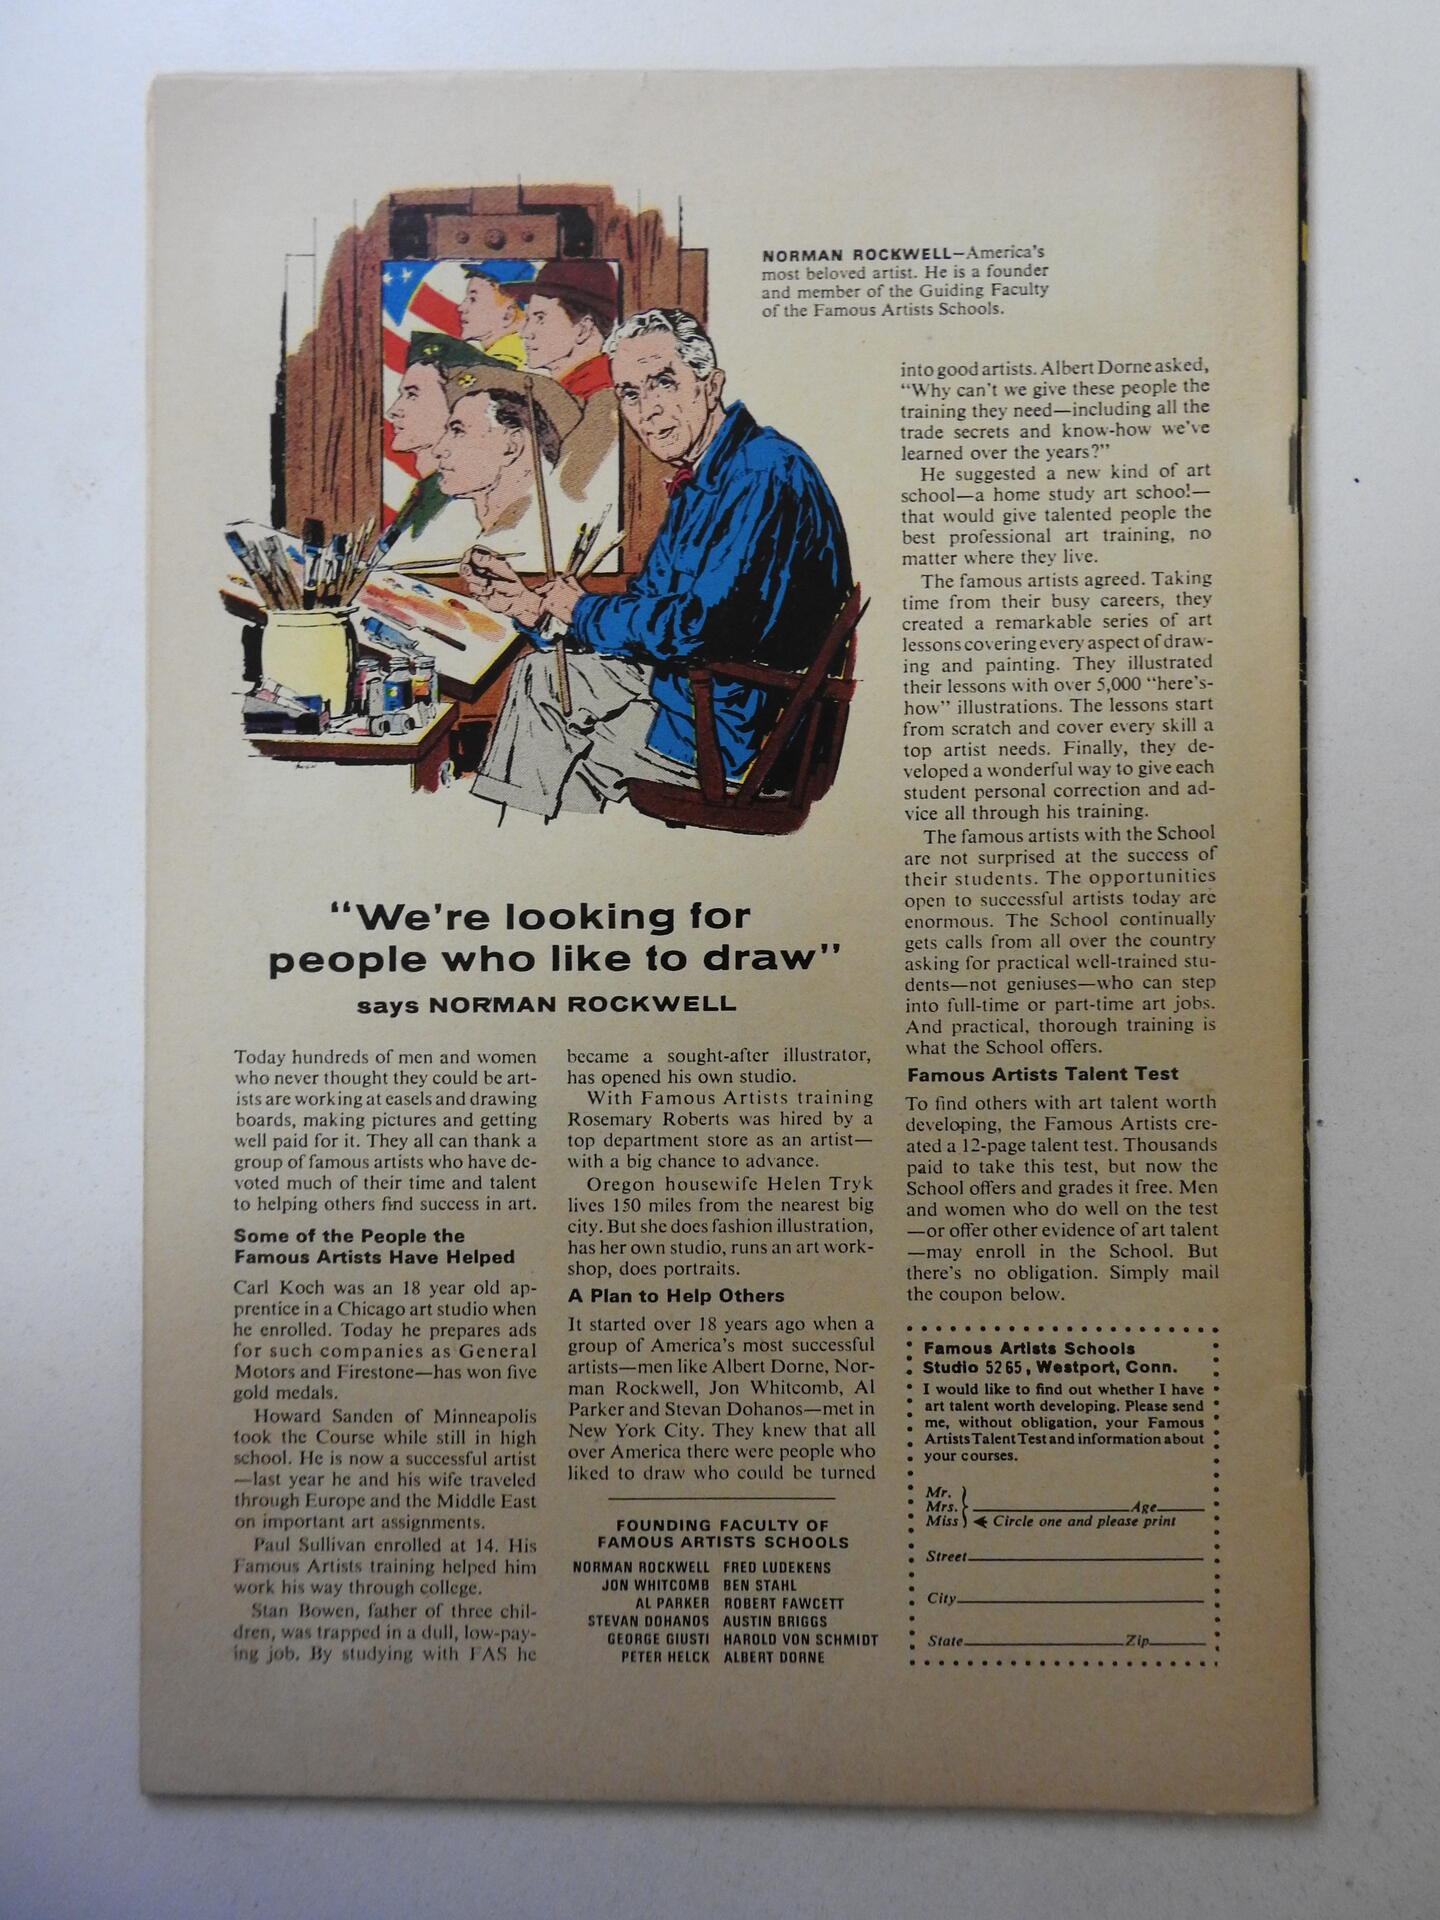 NORMAN ROCKWELL—America's
most beloved artist. He is a founder
and member of the Guiding Faculty
of the Famous Artists Schools.
"We're looking for
people who like to draw"
says NORMAN ROCKWELL
Today hundreds of men and women
who never thought they could be art-
ists are working at easels and drawing
boards, making pictures and getting
well paid for it. They all can thank a
group of famous artists who have de-
voted much of their time and talent
to helping others find success in art.
Some of the People the
Famous Artists Have Helped
Carl Koch was an 18 year old ap-
prentice in a Chicago art studio when
he enrolled. Today he prepares ads
for such companies as General
Motors and Firestone—has won five
gold medals.
Howard Sanden of Minneapolis
took the Course while still in high
school. He is now a successful artist
—last year he and his wife traveled
through Europe and the Middle East
on important art assignments.
Paul Sullivan enrolled at 14. His
Famous Artists training helped him
work his way through college.
Stan Bowen, father of three chil-
dren, was trapped in a dull, low-pay-
ing job. By studying with FAS he
became a sought-after illustrator,
has opened his own studio.
With Famous Artists training
Rosemary Roberts was hired by a
top department store as an artist—
with a big chance to advance.
Oregon housewife Helen Tryk
lives 150 miles from the nearest big
city. But she does fashion illustration,
has her own studio, runs an art work-
shop, does portraits.
A Plan to Help Others
It started over 18 years ago when a
group of America's most successful
artists—men like Albert Dorne, Nor-
man Rockwell, Jon Whitcomb, Al
Parker and Stevan Dohanos—met in
New York City. They knew that all
over America there were people who
liked to draw who could be turned
FOUNDING FACULTY OF
FAMOUS ARTISTS SCHOOLS
NORMAN ROCKWELL FRED LUDEKENS
JON WHITCOMB BEN STAHL
AL PARKER ROBERT FAWCETT
STEVAN DOHANOS AUSTIN BRIGGS
GEORGE GIUSTI HAROLD VON SCHMIDT
PETER HELCK ALBERT DORNE
into good artists. Albert Dorne asked,
"Why can't we give these people the
training they need—including all the
trade secrets and know-how we've
learned over the years?"
He suggested a new kind of art
school—a home study art school—
that would give talented people the
best professional art training, no
matter where they live.
The famous artists agreed. Taking
time from their busy careers, they
created a remarkable series of art
lessons covering every aspect of draw-
ing and painting. They illustrated
their lessons with over 5,000 "here's-
how" illustrations. The lessons start
from scratch and cover every skill a
top artist needs. Finally, they de-
veloped a wonderful way to give each
student personal correction and ad-
vice all through his training.
The famous artists with the School
are not surprised at the success of
their students. The opportunities
open to successful artists today are
enormous. The School continually
gets calls from all over the country
asking for practical well-trained stu-
dents—not geniuses—who can step
into full-time or part-time art jobs.
And practical, thorough training is
what the School offers.
Famous Artists Talent Test
To find others with art talent worth
developing, the Famous Artists cre-
ated a 12-page talent test. Thousands
paid to take this test, but now the
School offers and grades it free. Men
and women who do well on the test
—or offer other evidence of art talent
—may enroll in the School. But
there's no obligation. Simply mail
the coupon below.
Famous Artists Schools
Studio 5265, Westport, Conn.
I would like to find out whether I have
art talent worth developing. Please send
me, without obligation, your Famous
Artists Talent Test and information about
your courses.
Mr.
Mrs. Age
Miss Circle one and please print
Street
City
State Zip